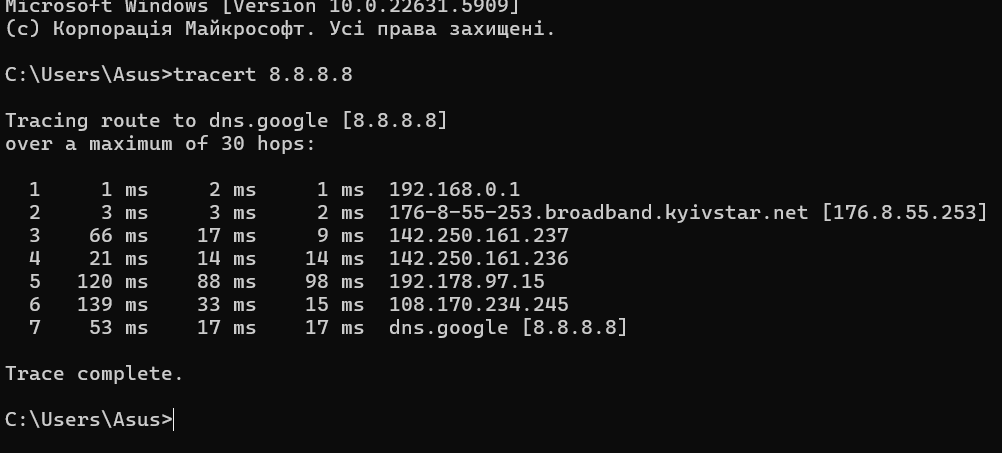 Microsoft Windows [Version 10.0.22631.5909]
(c) Корпорація Майкрософт. Усі права захищені.
C:\Users\Asus>tracert 8.8.8.8
Tracing route to dns.google [8.8.8.8]
over a maximum of 30 hops:
1 1 ms 2 ms 1 ms 192.168.0.1
2 3 ms 3 ms 2 ms 176-8-55-253.broadband.kyivstar.net [176.8.55.253]
3 66 ms 17 ms 9 ms 142.250.161.237
4 21 ms 14 ms 14 ms 142.250.161.236
5 120 ms 88 ms 98 ms 192.178.97.15
6 139 ms 33 ms 15 ms 108.170.234.245
7 53 ms 17 ms 17 ms dns.google [8.8.8.8]
Trace complete.
C:\Users\Asus>